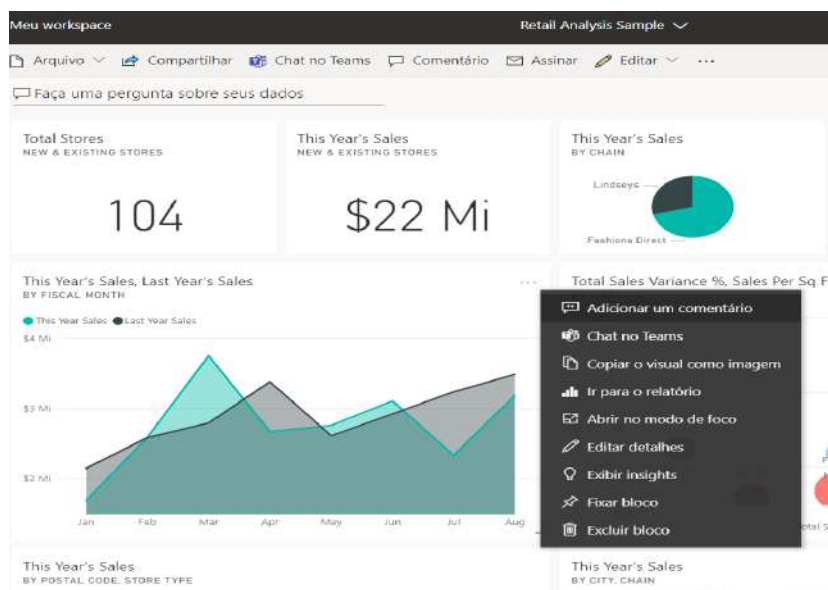 Meu workspace
Retail Analysis Sample
Arquivo
Compartilhar
Chat no Teams
Comentário
Assinar
Editar
...
Faça uma pergunta sobre seus dados
Total Stores
NEW & EXISTING STORES
104
This Year's Sales
NEW & EXISTING STORES
$22 Mi
This Year's Sales
BY CHAIN
Lindseys
Fashions Direct
This Year's Sales, Last Year's Sales
BY FISCAL MONTH
This Year Sales Last Year Sales
$4 Mi
$3 Mi
$2 Mi
Jan Feb Mar Apr May Jun Jul Aug
Total Sales Variance %, Sales Per Sq F
Adicionar um comentário
Chat no Teams
Copiar o visual como imagem
Ir para o relatório
Abrir no modo de foco
Editar detalhes
Exibir insights
Fixar bloco
Excluir bloco
This Year's Sales
BY POSTAL CODE, STORE TYPE
This Year's Sales
BY CITY, CHAIN